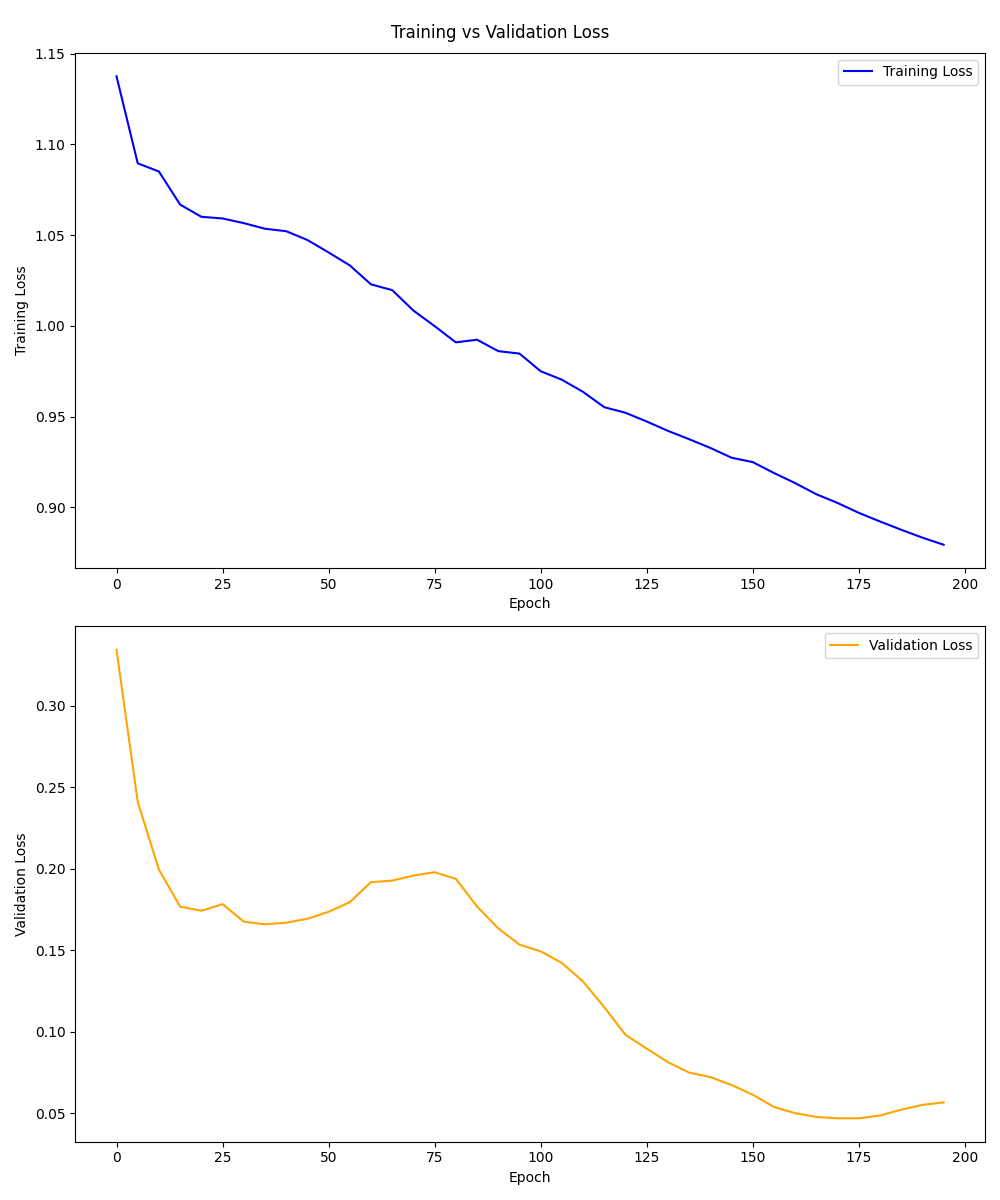 Training vs Validation Loss
1.15
1.10
1.05
1.00
0.95
0.90
Training Loss
Training Loss
0 25 50 75 100 125 150 175 200
Epoch
0.30
0.25
0.20
0.15
0.10
0.05
Validation Loss
Validation Loss
0 25 50 75 100 125 150 175 200
Epoch